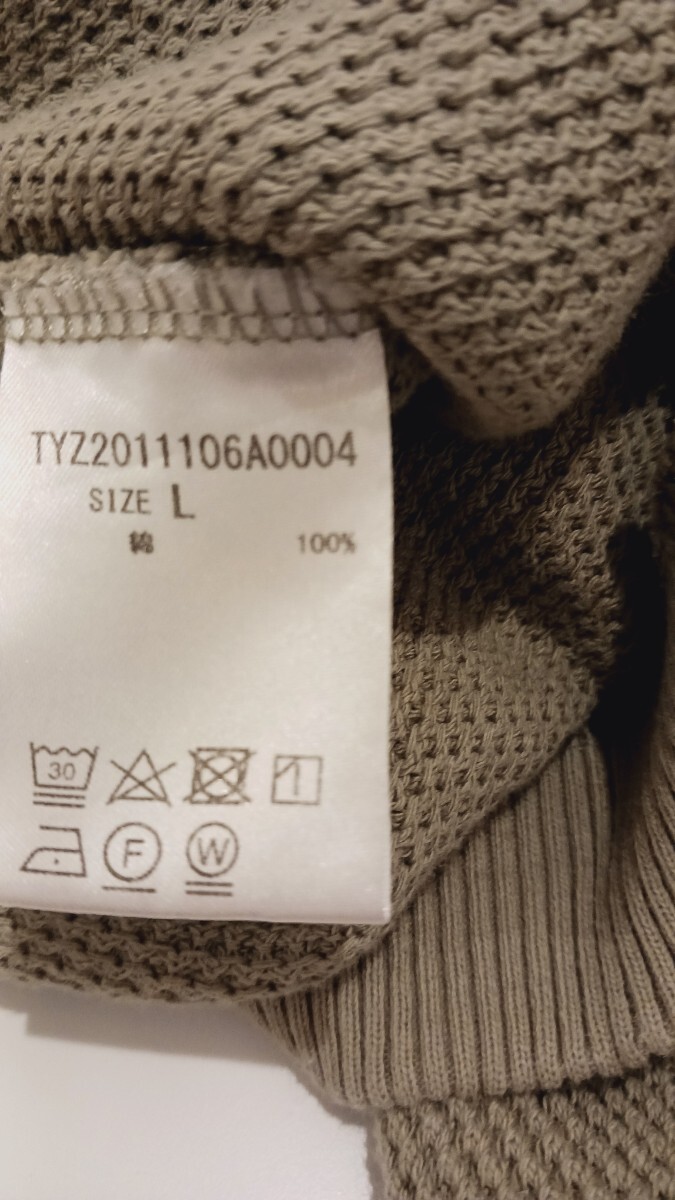 TYZ2011106A0004
SIZE L
綿 100%
30
F W